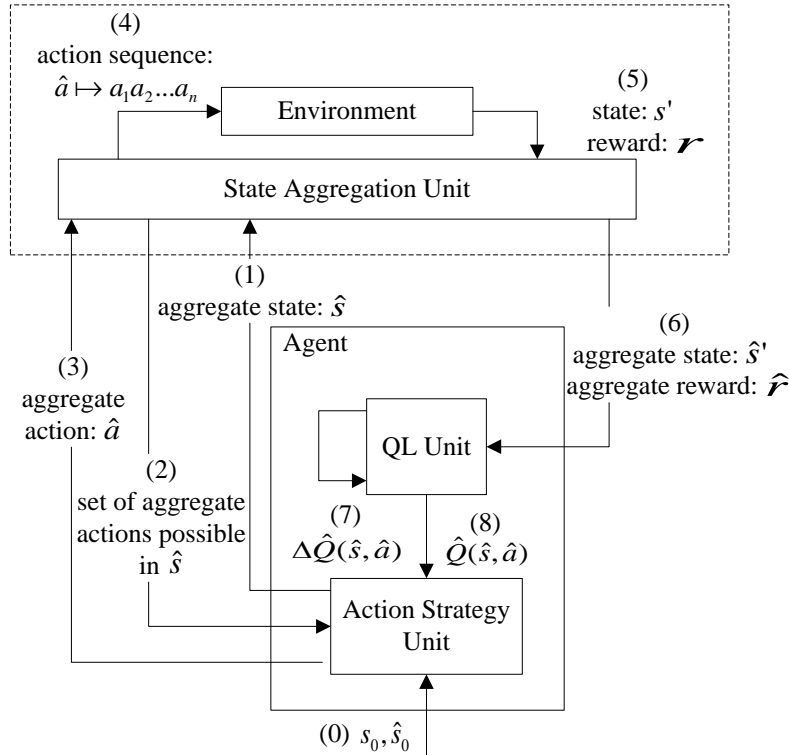 (4)
action sequence:
â ↦ a₁a₂...aₙ
Environment
(5)
state: s'
reward: r
State Aggregation Unit
(1)
aggregate state: ŝ
(3)
aggregate
action: â
(2)
set of aggregate
actions possible
in ŝ
Agent
(6)
aggregate state: ŝ'
aggregate reward: r̂
QL Unit
(7)
ΔQ̂(ŝ, â)
(8)
Q̂(ŝ, â)
Action Strategy
Unit
(0) s₀, ŝ₀